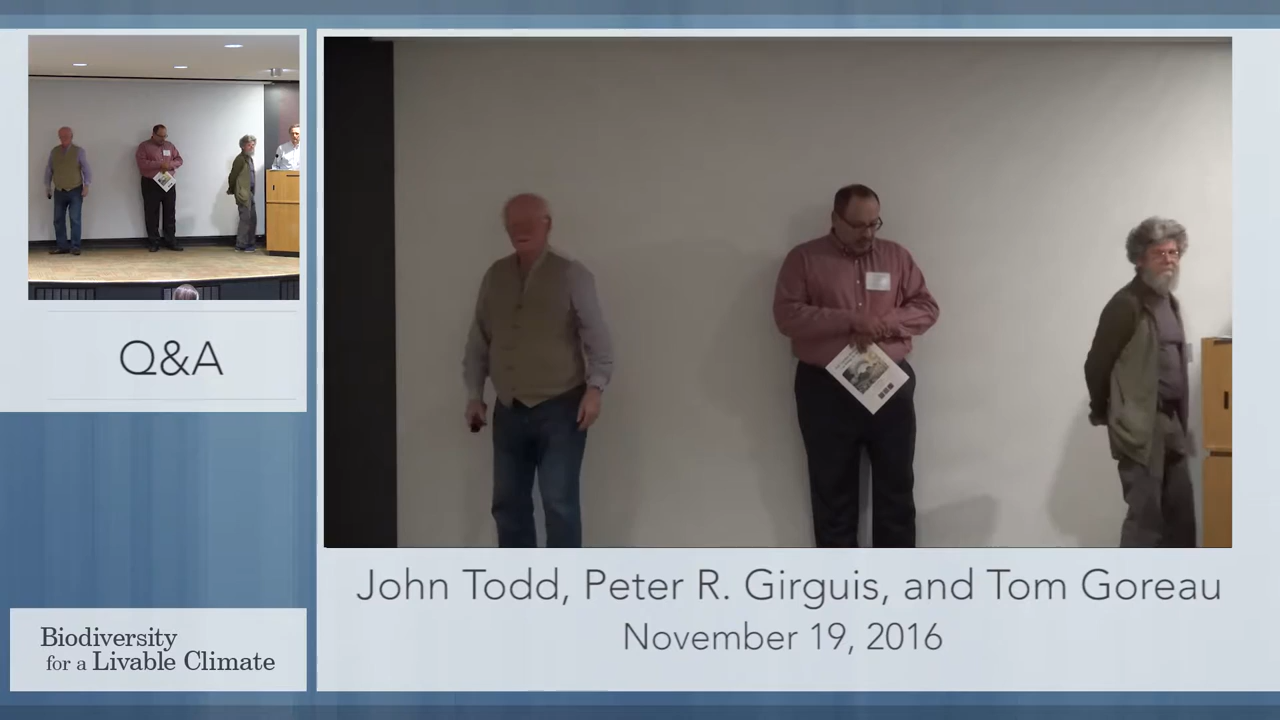 Q&A
John Todd, Peter R. Girguis, and Tom Goreau
November 19, 2016
Biodiversity
for a Livable Climate